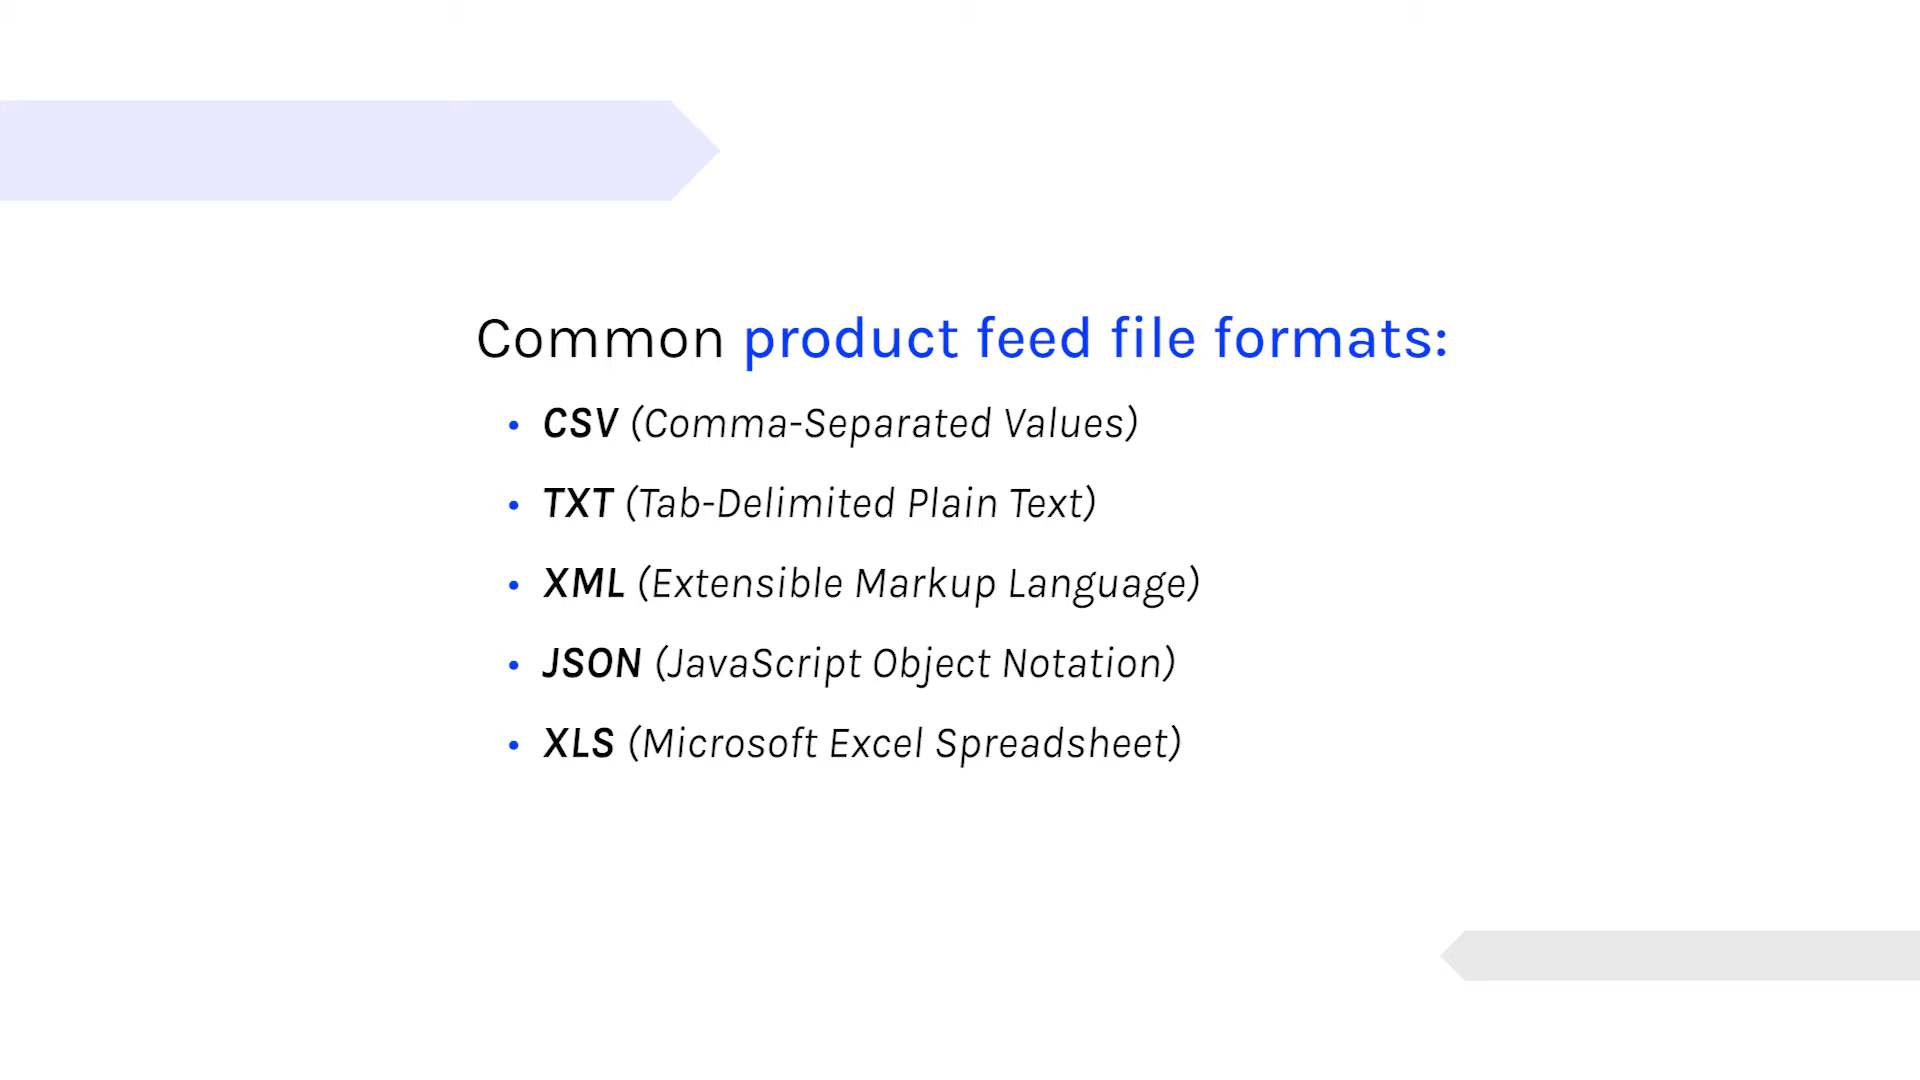 Common product feed file formats:
• CSV (Comma-Separated Values)
• TXT (Tab-Delimited Plain Text)
• XML (Extensible Markup Language)
• JSON (JavaScript Object Notation)
• XLS (Microsoft Excel Spreadsheet)